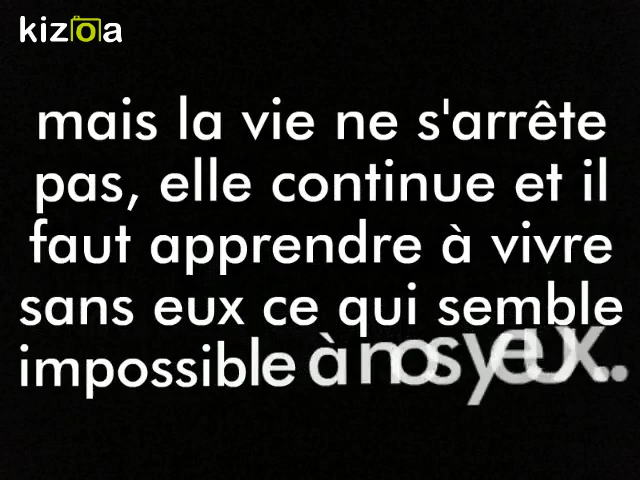 kizoa
mais la vie ne s'arrête
pas, elle continue et il
faut apprendre à vivre
sans eux ce qui semble
impossible à nos yeux...